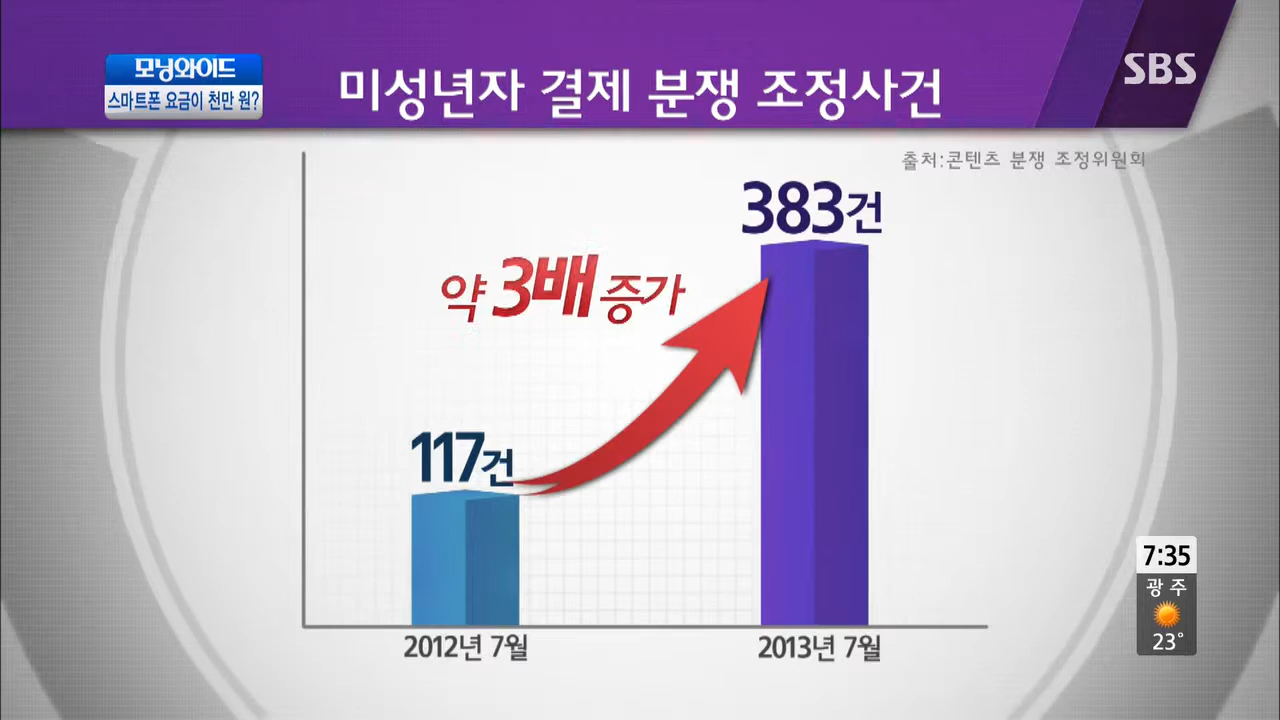 모닝와이드
스마트폰 요금이 천만 원?
미성년자 결제 분쟁 조정사건
SBS
출처:콘텐츠 분쟁 조정위원회
383건
약 3배 증가
117건
2012년 7월
2013년 7월
7:35
광주
23°